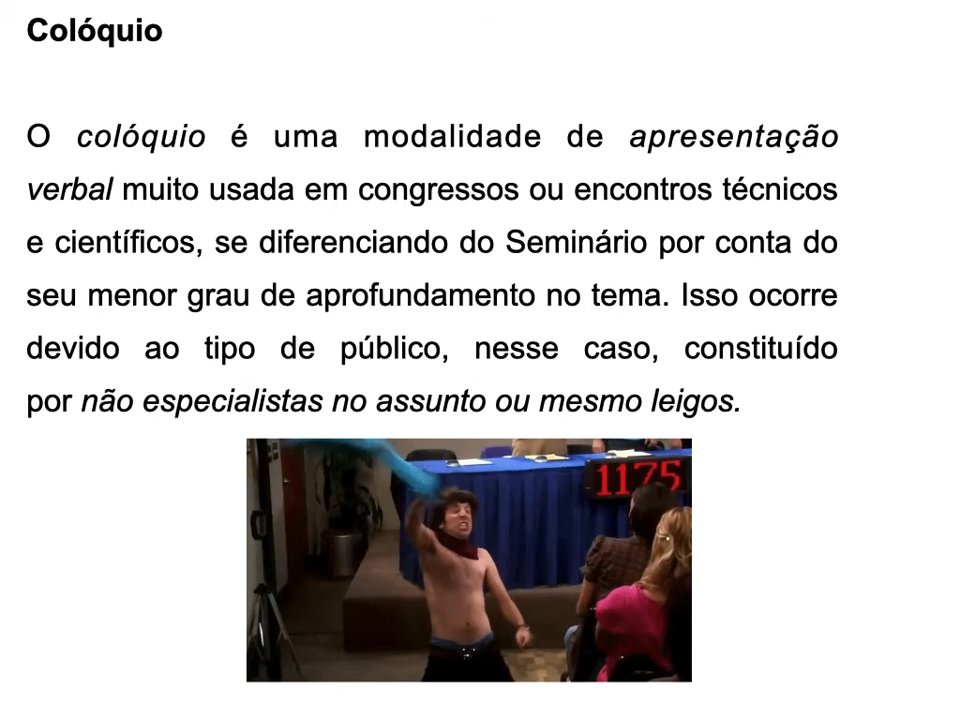 Colóquio
O colóquio é uma modalidade de apresentação
verbal muito usada em congressos ou encontros técnicos
e científicos, se diferenciando do Seminário por conta do
seu menor grau de aprofundamento no tema. Isso ocorre
devido ao tipo de público, nesse caso, constituído
por não especialistas no assunto ou mesmo leigos.
1175